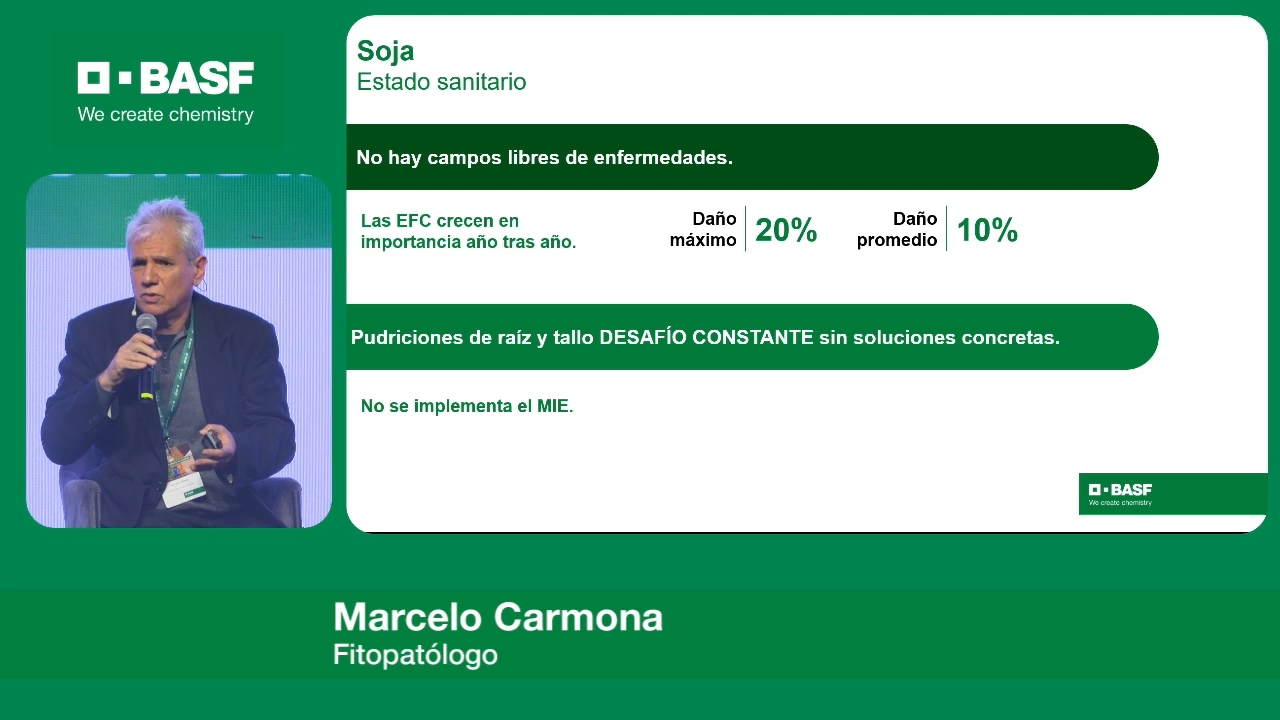 BASF
We create chemistry
Soja
Estado sanitario
No hay campos libres de enfermedades.
Las EFC crecen en
importancia año tras año.
Daño
máximo
20%
Daño
promedio
10%
Pudriciones de raíz y tallo DESAFÍO CONSTANTE sin soluciones concretas.
No se implementa el MIE.
BASF
We create chemistry
Marcelo Carmona
Fitopatólogo